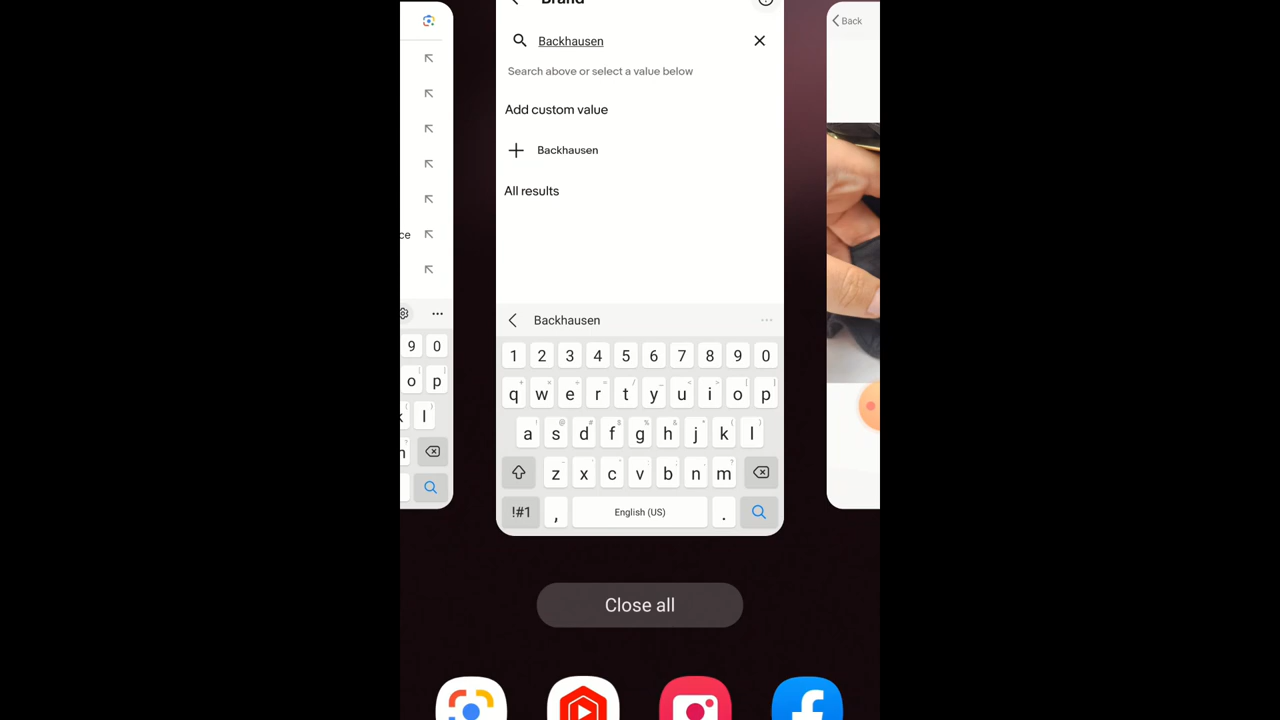 Brand
Backhausen
Search above or select a value below
Add custom value
Backhausen
All results
Backhausen
1 2 3 4 5 6 7 8 9 0
q w e r t y u i o p
a s d f g h j k l
z x c v b n m
!#1 , English (US) .
ce
9 0
o p
l
Back
Close all